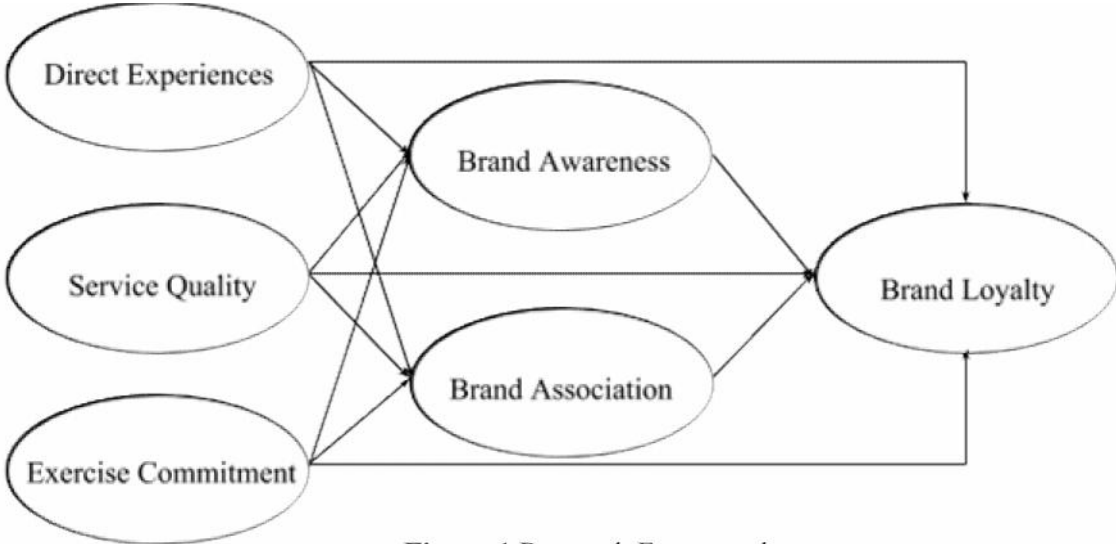 Direct Experiences
Brand Awareness
Service Quality
Brand Loyalty
Brand Association
Exercise Commitment